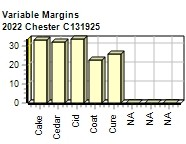 Variable Margins
2022 Chester C131925
30
20
10
0
Cake
Cedar
Cid
Coat
Cure
NA
NA
NA